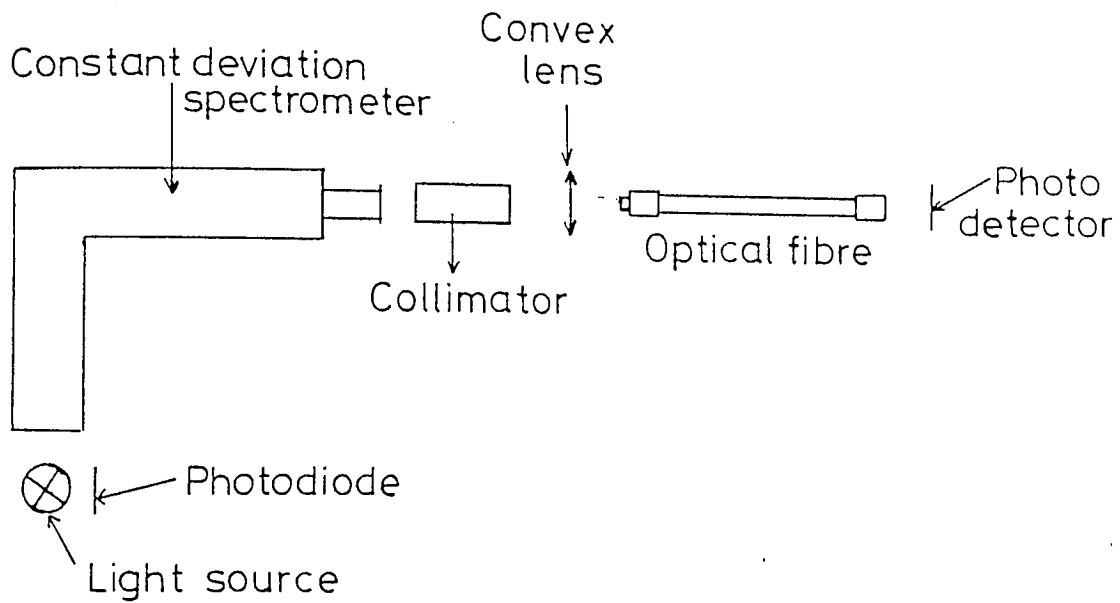 Convex
lens
Constant deviation
spectrometer
Photo
detector
Optical fibre
Collimator
Photodiode
Light source